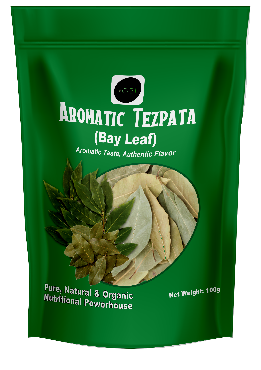 AROMATIC TEZPATA
(Bay Leaf)
Aromatic Taste, Authentic Flavor
Pure, Natural & Organic
Nutritional Powerhouse
Net Weight: 100g